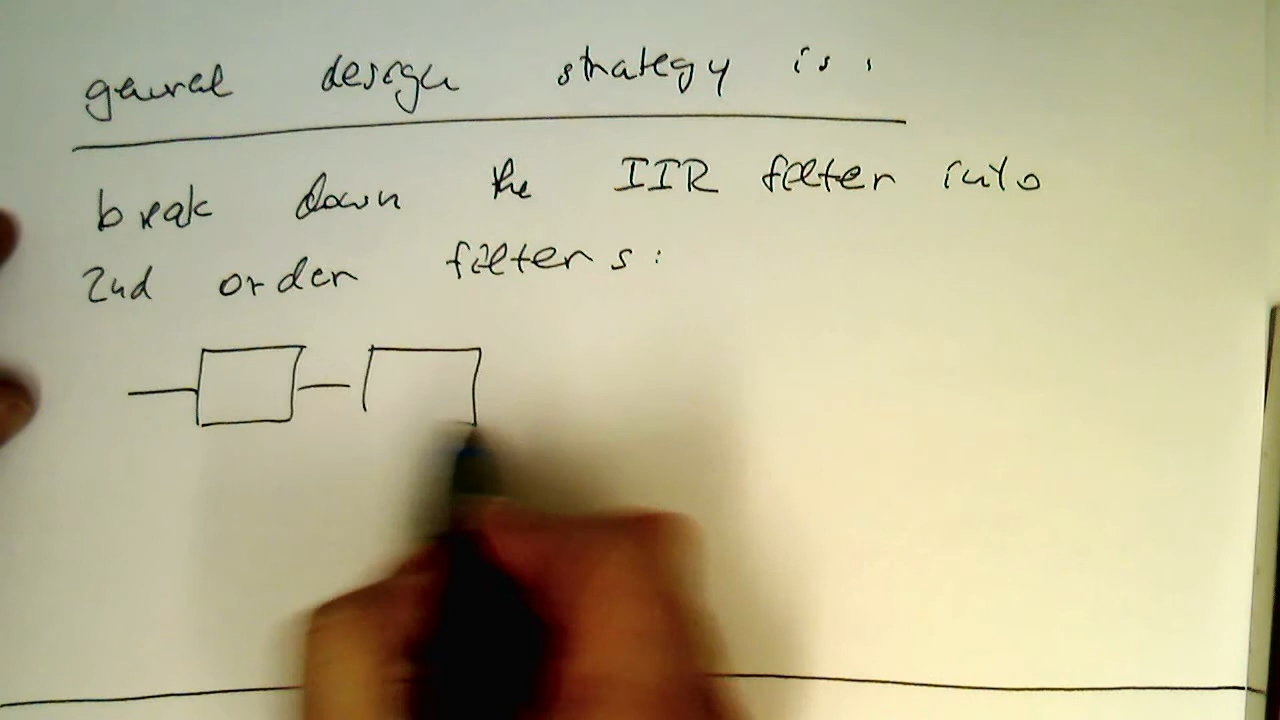 general design strategy is :
break down the IIR filter into
2nd order filters :